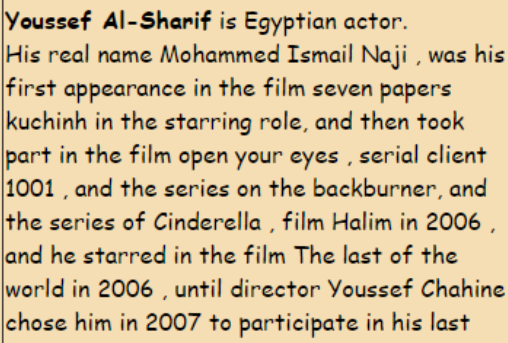 Youssef Al-Sharif is Egyptian actor.
His real name Mohammed Ismail Naji , was his
first appearance in the film seven papers
kuchinh in the starring role, and then took
part in the film open your eyes , serial client
1001 , and the series on the backburner, and
the series of Cinderella , film Halim in 2006 ,
and he starred in the film The last of the
world in 2006 , until director Youssef Chahine
chose him in 2007 to participate in his last